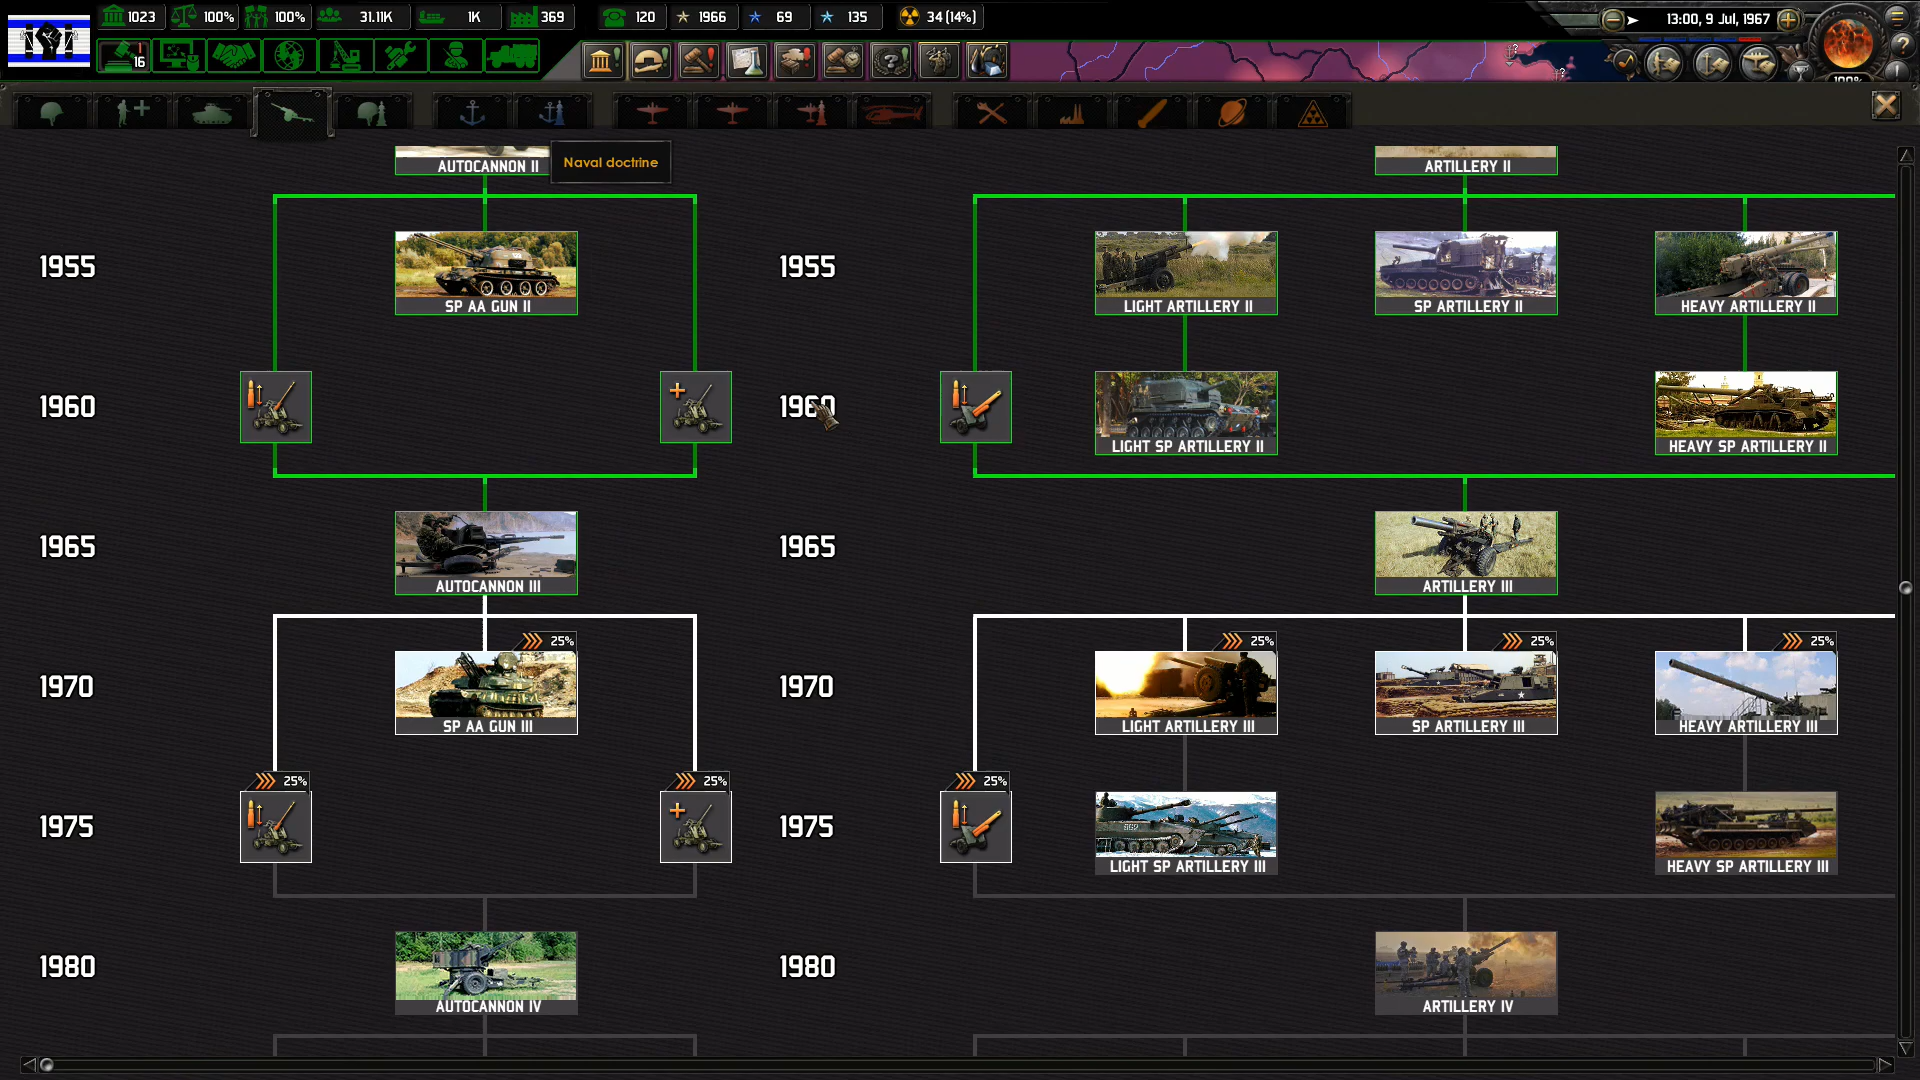 1023
100%
100%
31.11K
1K
369
120
1966
69
135
34 (14%)
13:00, 9 Jul, 1967
16
100%
AUTOCANNON II
Naval doctrine
ARTILLERY II
1955
SP AA GUN II
1955
LIGHT ARTILLERY II
SP ARTILLERY II
HEAVY ARTILLERY II
1960
1960
LIGHT SP ARTILLERY II
HEAVY SP ARTILLERY II
1965
AUTOCANNON III
1965
ARTILLERY III
25%
25%
25%
25%
1970
SP AA GUN III
1970
LIGHT ARTILLERY III
SP ARTILLERY III
HEAVY ARTILLERY III
25%
25%
25%
1975
1975
LIGHT SP ARTILLERY III
HEAVY SP ARTILLERY III
1980
AUTOCANNON IV
1980
ARTILLERY IV